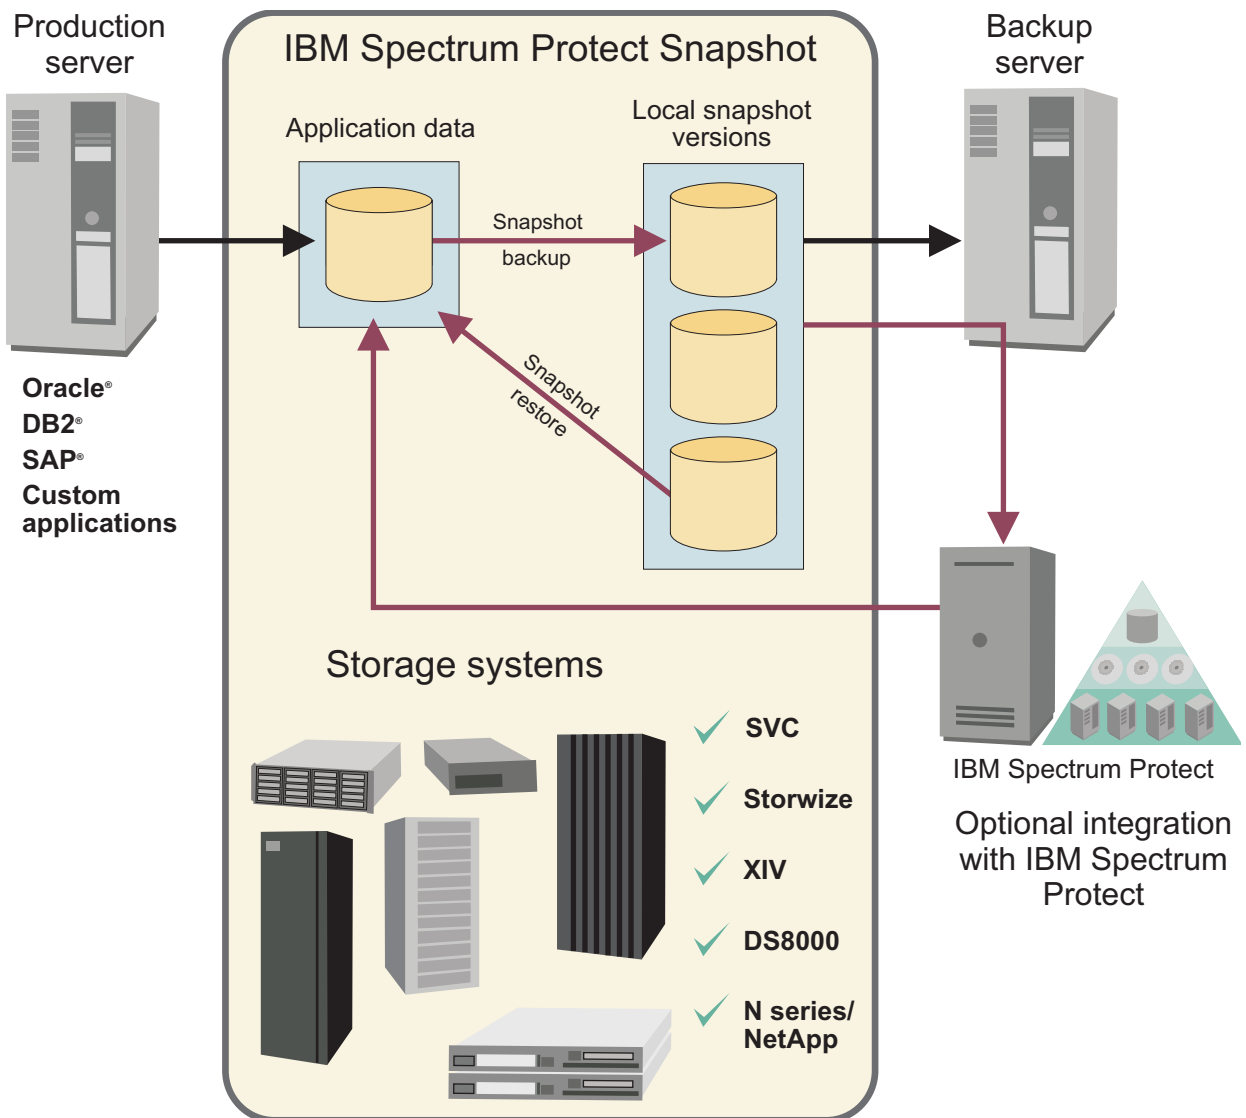 Production
server
IBM Spectrum Protect Snapshot
Backup
server
Application data
Local snapshot
versions
Snapshot
backup
Snapshot
restore
Oracle®
DB2®
SAP®
Custom
applications
Storage systems
SVC
Storwize
XIV
DS8000
N series/
NetApp
IBM Spectrum Protect
Optional integration
with IBM Spectrum
Protect